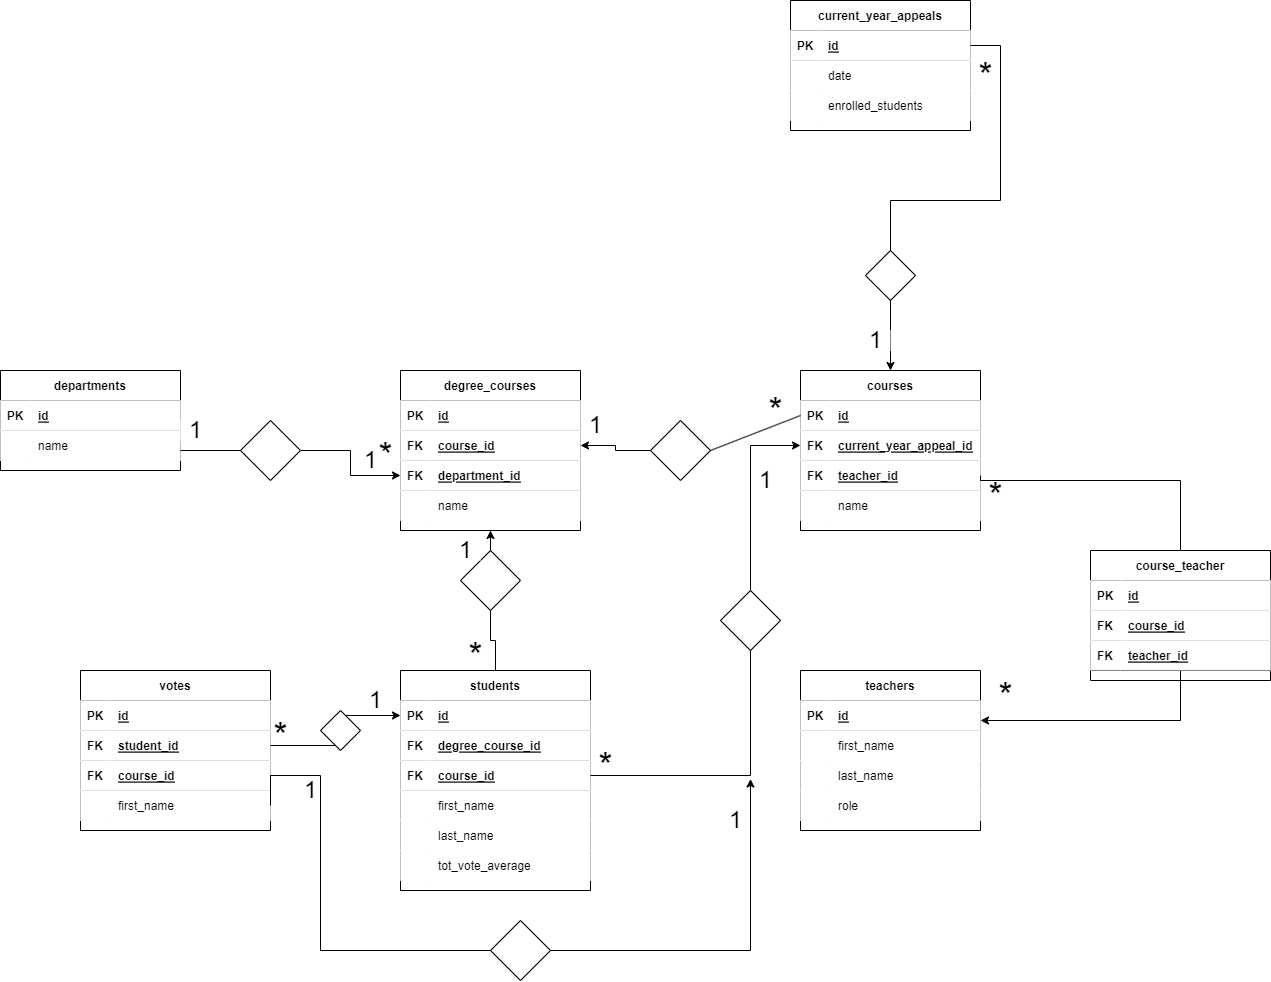 current_year_appeals
PK id
date
enrolled_students
*
1
departments
PK id
name
1
1 *
degree_courses
PK id
FK course_id
FK department_id
name
1
*
courses
PK id
FK current_year_appeal_id
FK teacher_id
name
1
*
1
*
course_teacher
PK id
FK course_id
FK teacher_id
votes
PK id
FK student_id
FK course_id
first_name
*
1
1
students
PK id
FK degree_course_id
FK course_id
first_name
last_name
tot_vote_average
*
1
teachers
PK id
first_name
last_name
role
*